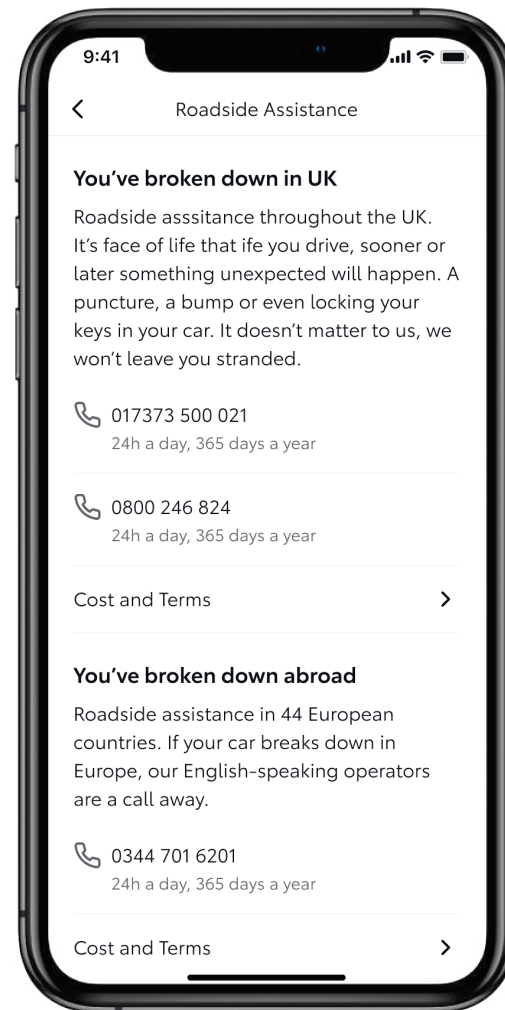 9:41
Roadside Assistance
You’ve broken down in UK
Roadside asssitance throughout the UK.
It’s face of life that ife you drive, sooner or
later something unexpected will happen. A
puncture, a bump or even locking your
keys in your car. It doesn’t matter to us, we
won’t leave you stranded.
017373 500 021
24h a day, 365 days a year
0800 246 824
24h a day, 365 days a year
Cost and Terms
You’ve broken down abroad
Roadside assistance in 44 European
countries. If your car breaks down in
Europe, our English-speaking operators
are a call away.
0344 701 6201
24h a day, 365 days a year
Cost and Terms